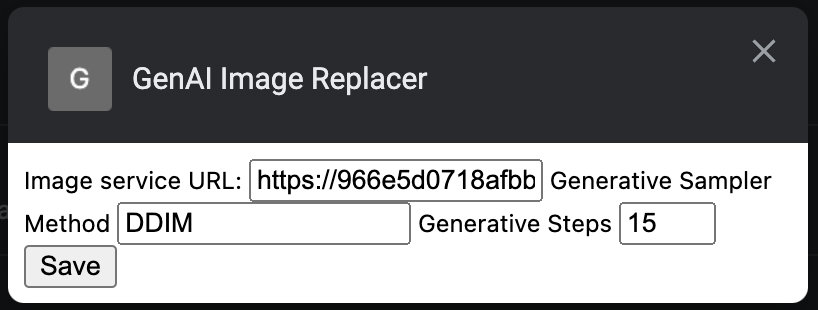 G
GenAI Image Replacer
Image service URL: https://966e5d0718afbb Generative Sampler
Method DDIM Generative Steps 15
Save